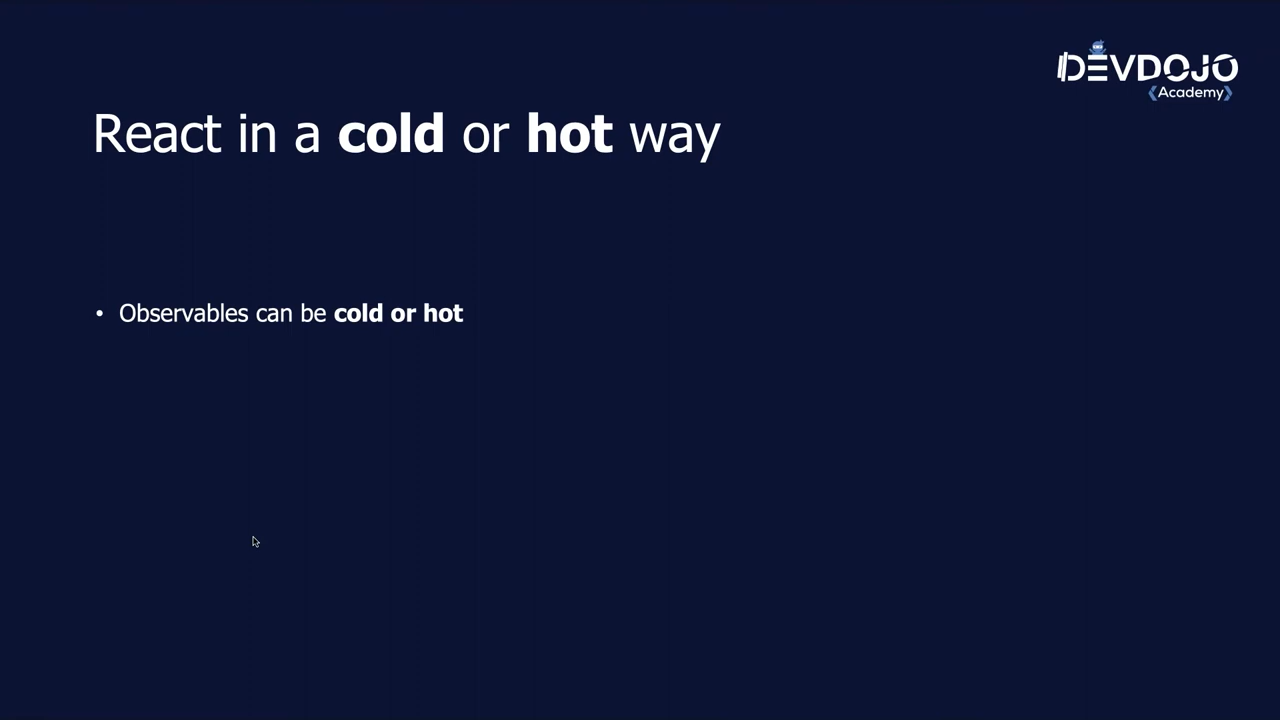 DEVDOJO
Academy
React in a cold or hot way
• Observables can be cold or hot